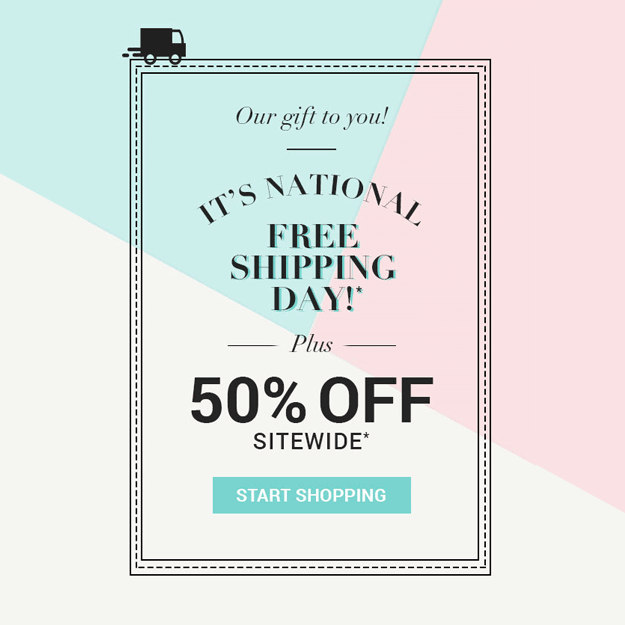 Our gift to you!
IT'S NATIONAL
FREE
SHIPPING
DAY!*
Plus
50% OFF
SITEWIDE*
START SHOPPING